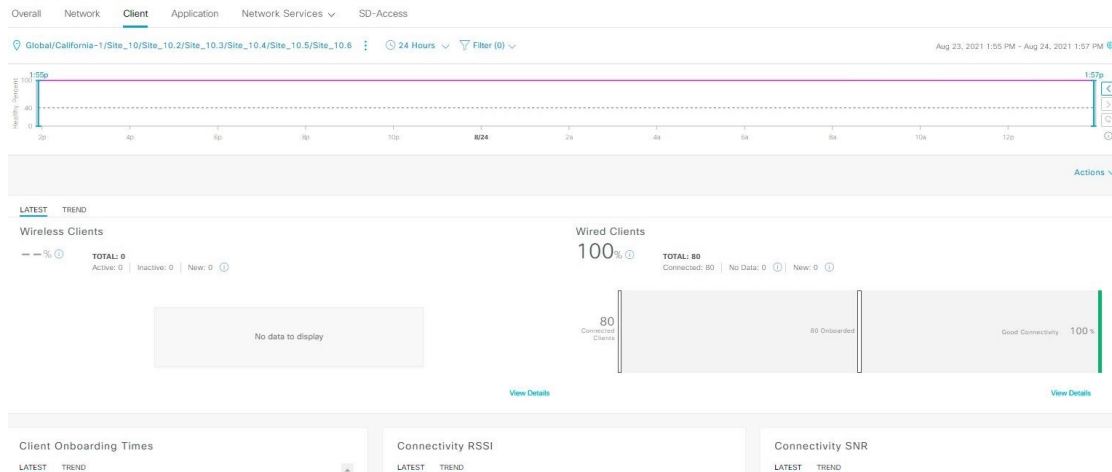 Overall Network Client Application Network Services SD-Access
Global/California-1/Site_10/Site_10.2/Site_10.3/Site_10.4/Site_10.5/Site_10.6 24 Hours Filter (0) Aug 23, 2021 1:55 PM - Aug 24, 2021 1:57 PM
1:55p 1:57p
Healthy Percent
100
40
0
2p 4p 6p 8p 10p 8/24 2a 4a 6a 8a 10a 12p
Actions
LATEST TREND
Wireless Clients
--%
TOTAL: 0
Active: 0 | Inactive: 0 | New: 0
No data to display
View Details
Wired Clients
100%
TOTAL: 80
Connected: 80 | No Data: 0 | New: 0
80
Connected
Clients
80 Onboarded
Good Connectivity 100%
View Details
Client Onboarding Times
LATEST TREND
Connectivity RSSI
LATEST TREND
Connectivity SNR
LATEST TREND